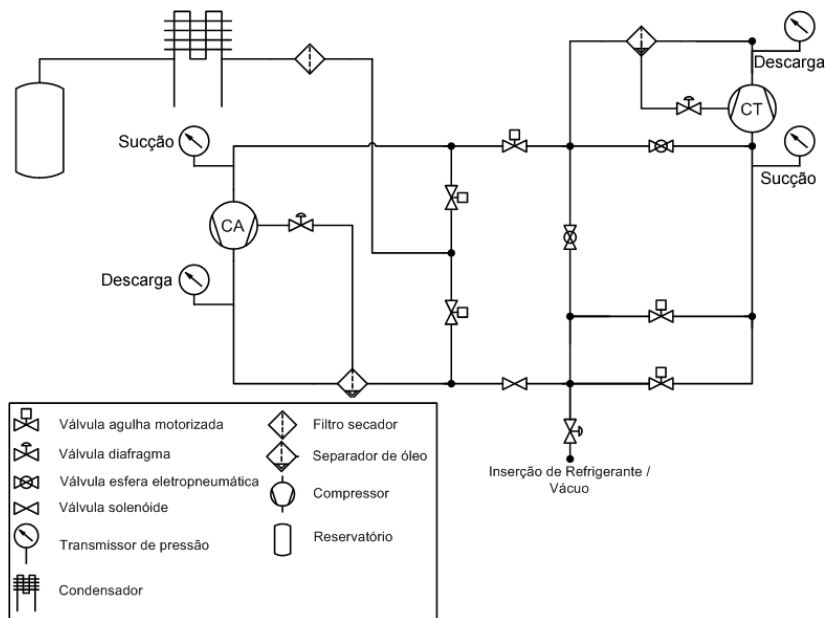 Descarga
CT
Sucção
Sucção
CA
Descarga
Inserção de Refrigerante /
Vácuo
Válvula agulha motorizada
Válvula diafragma
Válvula esfera eletropneumática
Válvula solenóide
Transmissor de pressão
Condensador
Filtro secador
Separador de óleo
Compressor
Reservatório